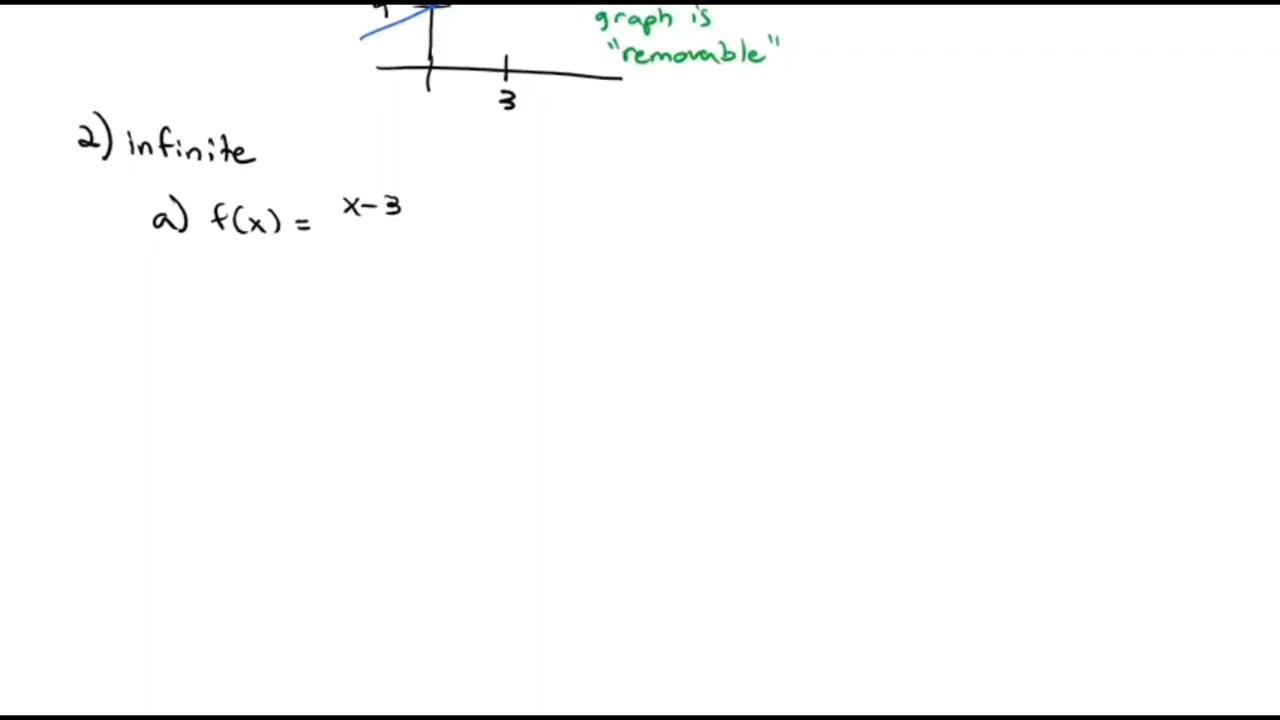 graph is
"removable"
3
2) infinite
a) f(x) = x-3